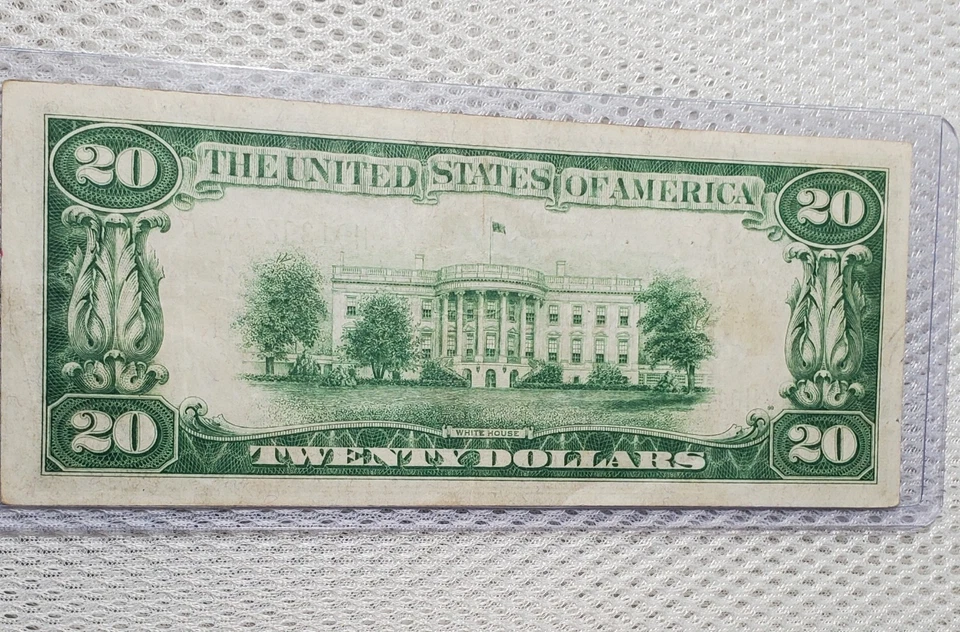 20 THE UNITED STATES OF AMERICA 20
WHITE HOUSE
20 TWENTY DOLLARS 20